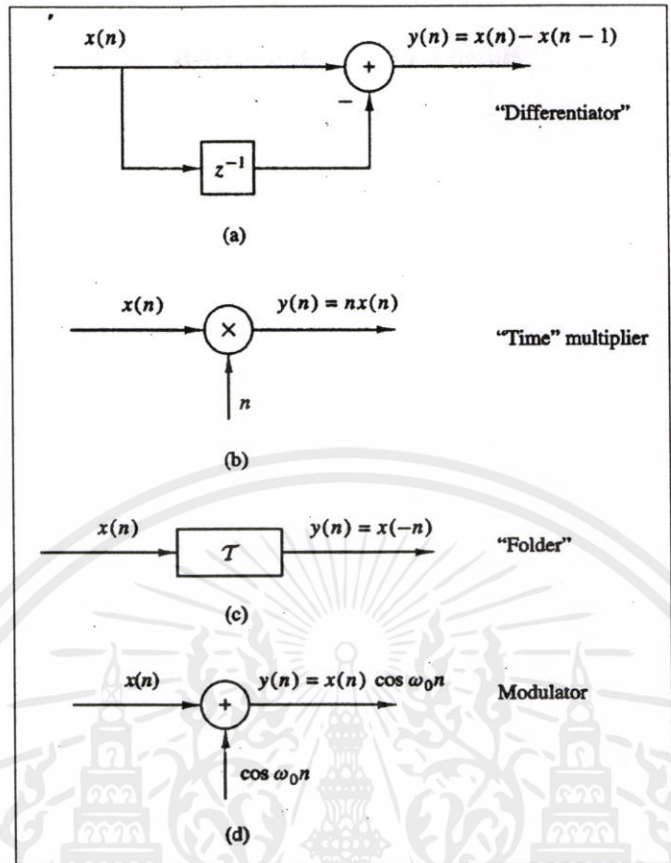 x(n)
y(n) = x(n) − x(n − 1)
+
−
"Differentiator"
z⁻¹
(a)
x(n)
y(n) = nx(n)
×
"Time" multiplier
n
(b)
x(n)
y(n) = x(−n)
𝒯
"Folder"
(c)
x(n)
y(n) = x(n) cos ω₀n
Modulator
+
cos ω₀n
(d)